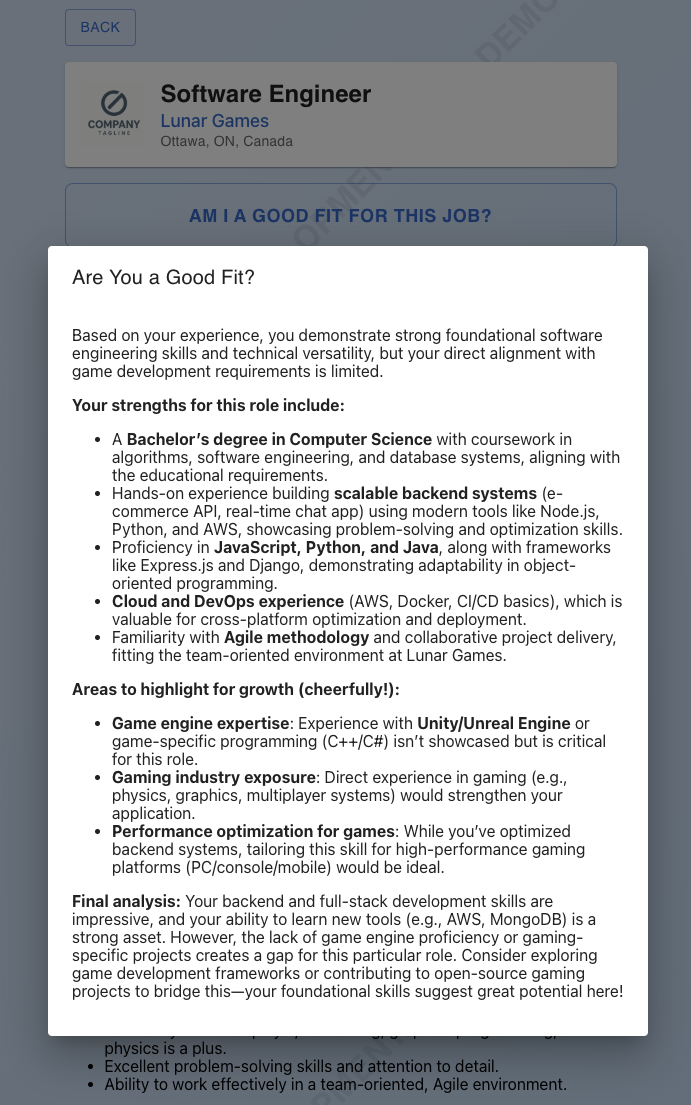 BACK
DEMO
Software Engineer
COMPANY
TAGLINE
Lunar Games
Ottawa, ON, Canada
AM I A GOOD FIT FOR THIS JOB?
Are You a Good Fit?
Based on your experience, you demonstrate strong foundational software
engineering skills and technical versatility, but your direct alignment with
game development requirements is limited.
Your strengths for this role include:
• A Bachelor’s degree in Computer Science with coursework in
algorithms, software engineering, and database systems, aligning with
the educational requirements.
• Hands-on experience building scalable backend systems (e-
commerce API, real-time chat app) using modern tools like Node.js,
Python, and AWS, showcasing problem-solving and optimization skills.
• Proficiency in JavaScript, Python, and Java, along with frameworks
like Express.js and Django, demonstrating adaptability in object-
oriented programming.
• Cloud and DevOps experience (AWS, Docker, CI/CD basics), which is
valuable for cross-platform optimization and deployment.
• Familiarity with Agile methodology and collaborative project delivery,
fitting the team-oriented environment at Lunar Games.
Areas to highlight for growth (cheerfully!):
• Game engine expertise: Experience with Unity/Unreal Engine or
game-specific programming (C++/C#) isn’t showcased but is critical
for this role.
• Gaming industry exposure: Direct experience in gaming (e.g.,
physics, graphics, multiplayer systems) would strengthen your
application.
• Performance optimization for games: While you’ve optimized
backend systems, tailoring this skill for high-performance gaming
platforms (PC/console/mobile) would be ideal.
Final analysis: Your backend and full-stack development skills are
impressive, and your ability to learn new tools (e.g., AWS, MongoDB) is a
strong asset. However, the lack of game engine proficiency or gaming-
specific projects creates a gap for this particular role. Consider exploring
game development frameworks or contributing to open-source gaming
projects to bridge this—your foundational skills suggest great potential here!
physics is a plus.
• Excellent problem-solving skills and attention to detail.
• Ability to work effectively in a team-oriented, Agile environment.